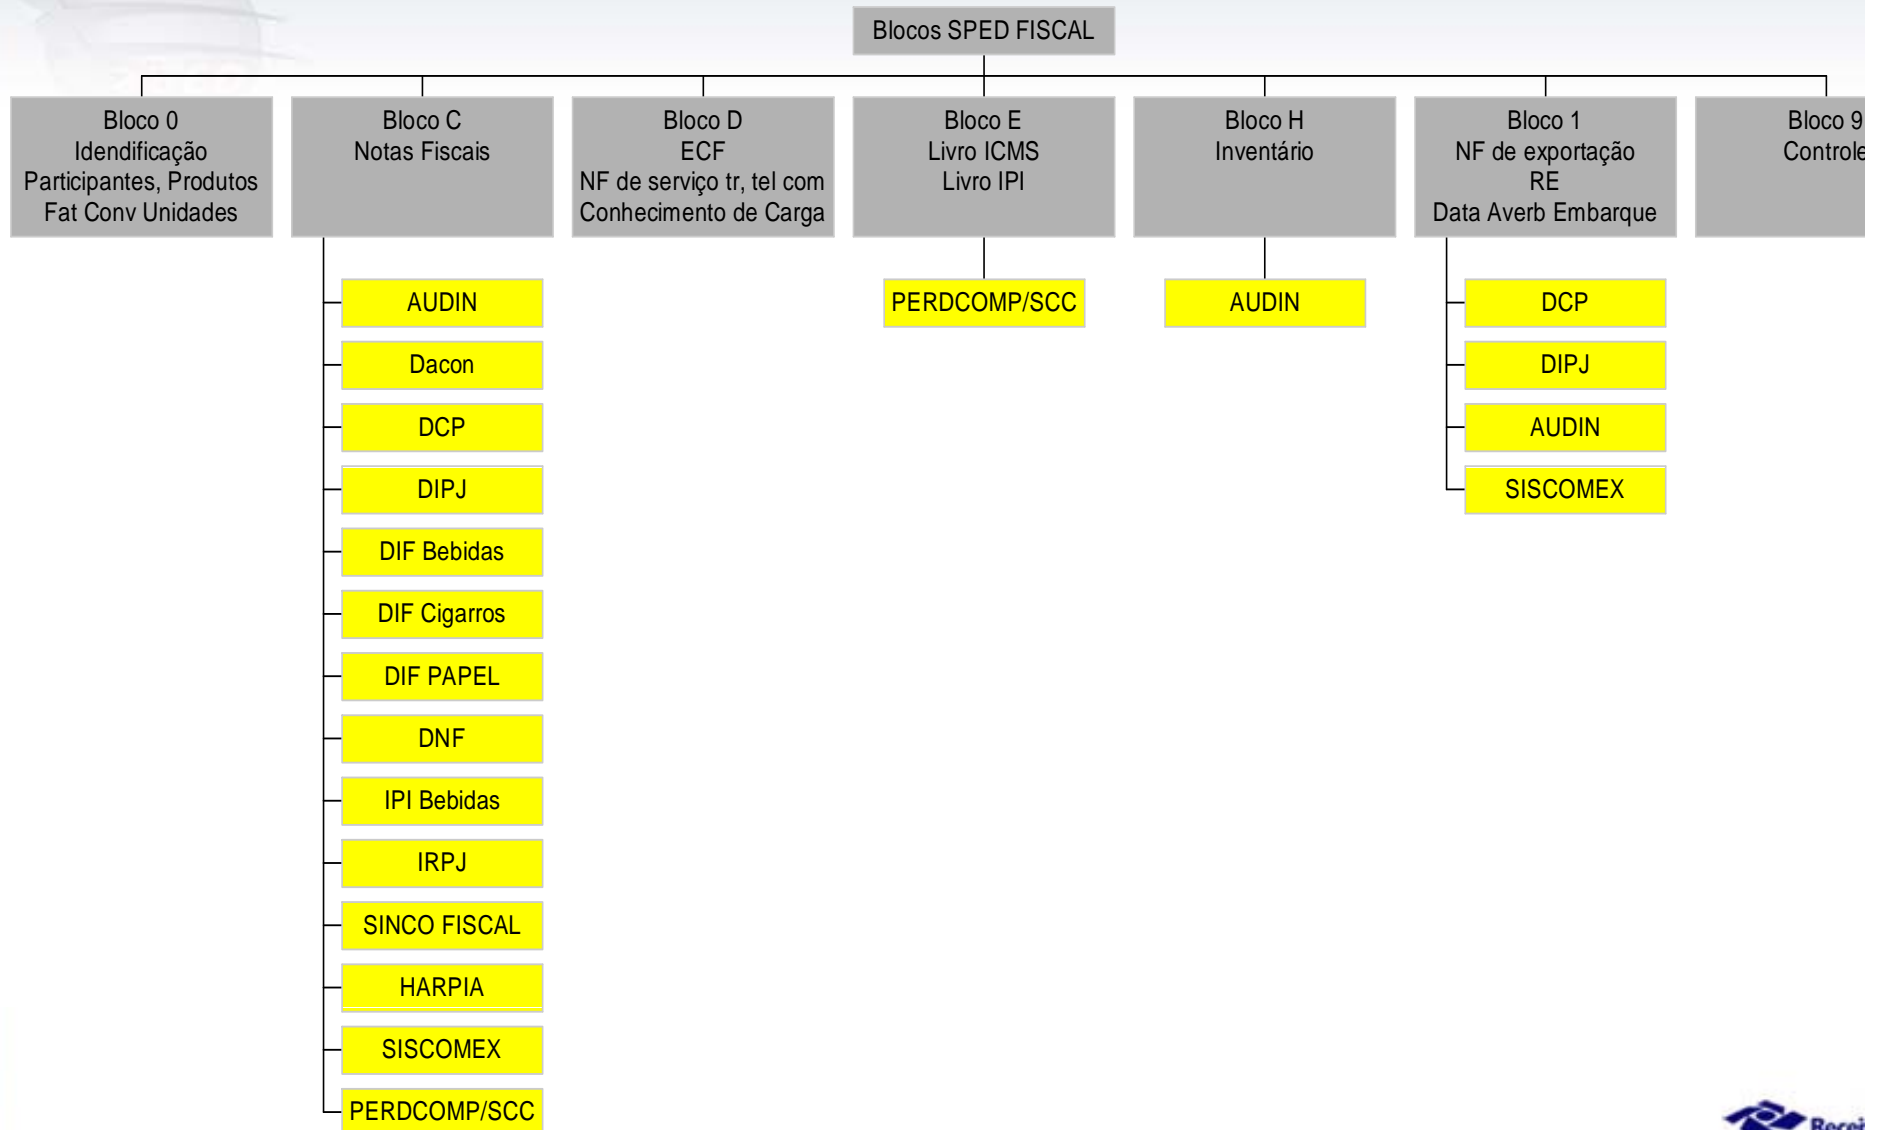 Blocos SPED FISCAL
Bloco 0
Idendificação
Participantes, Produtos
Fat Conv Unidades
Bloco C
Notas Fiscais
Bloco D
ECF
NF de serviço tr, tel com
Conhecimento de Carga
Bloco E
Livro ICMS
Livro IPI
Bloco H
Inventário
Bloco 1
NF de exportação
RE
Data Averb Embarque
Bloco 9
Controle
AUDIN
Dacon
DCP
DIPJ
DIF Bebidas
DIF Cigarros
DIF PAPEL
DNF
IPI Bebidas
IRPJ
SINCO FISCAL
HARPIA
SISCOMEX
PERDCOMP/SCC
PERDCOMP/SCC
AUDIN
DCP
DIPJ
AUDIN
SISCOMEX